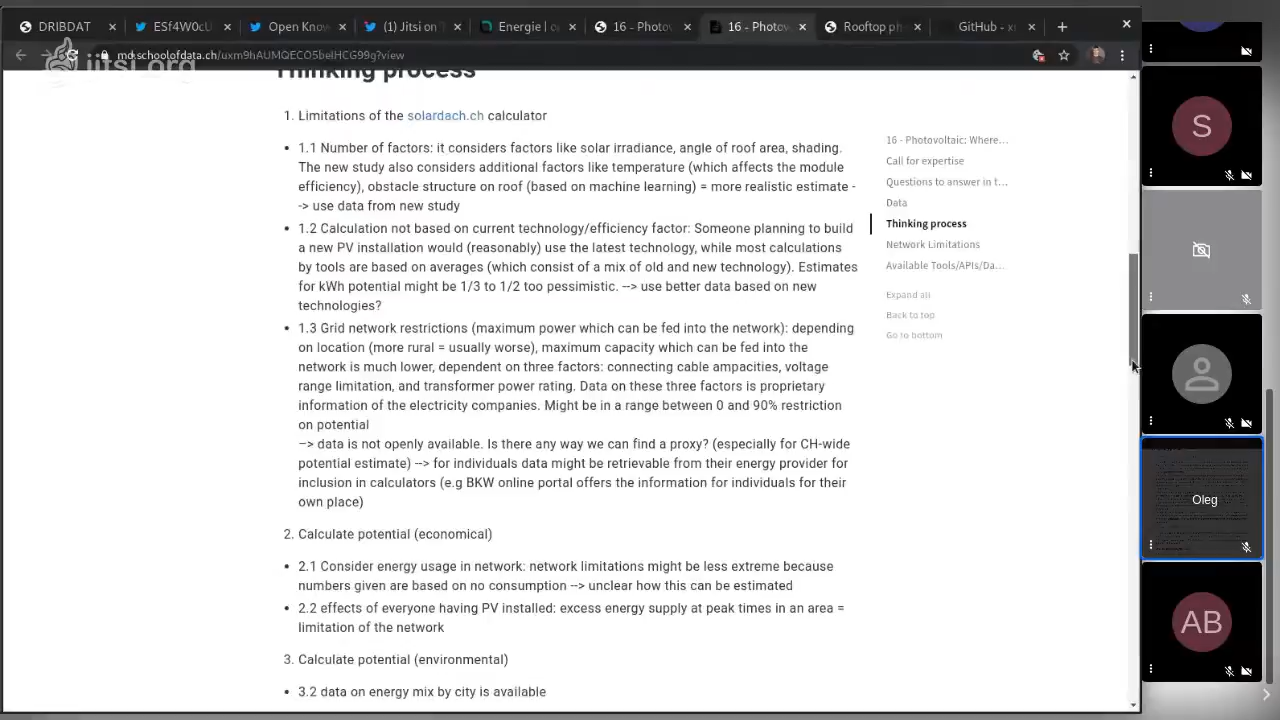 DRIBDAT
ESf4W0cU
Open Know
(1) Jitsi on T
Energie | op
16 - Photov
16 - Photov
Rooftop ph
GitHub - xs
md.schoolofdata.ch/uxm9hAUMQECO5beIHCG99g?view
jitsi.org
Thinking process
1. Limitations of the solardach.ch calculator
• 1.1 Number of factors: it considers factors like solar irradiance, angle of roof area, shading.
The new study also considers additional factors like temperature (which affects the module
efficiency), obstacle structure on roof (based on machine learning) = more realistic estimate -
-> use data from new study
• 1.2 Calculation not based on current technology/efficiency factor: Someone planning to build
a new PV installation would (reasonably) use the latest technology, while most calculations
by tools are based on averages (which consist of a mix of old and new technology). Estimates
for kWh potential might be 1/3 to 1/2 too pessimistic. --> use better data based on new
technologies?
• 1.3 Grid network restrictions (maximum power which can be fed into the network): depending
on location (more rural = usually worse), maximum capacity which can be fed into the
network is much lower, dependent on three factors: connecting cable ampacities, voltage
range limitation, and transformer power rating. Data on these three factors is proprietary
information of the electricity companies. Might be in a range between 0 and 90% restriction
on potential
--> data is not openly available. Is there any way we can find a proxy? (especially for CH-wide
potential estimate) --> for individuals data might be retrievable from their energy provider for
inclusion in calculators (e.g BKW online portal offers the information for individuals for their
own place)
2. Calculate potential (economical)
• 2.1 Consider energy usage in network: network limitations might be less extreme because
numbers given are based on no consumption --> unclear how this can be estimated
• 2.2 effects of everyone having PV installed: excess energy supply at peak times in an area =
limitation of the network
3. Calculate potential (environmental)
• 3.2 data on energy mix by city is available
16 - Photovoltaic: Where...
Call for expertise
Questions to answer in t...
Data
Thinking process
Network Limitations
Available Tools/APIs/Da...
Expand all
Back to top
Go to bottom
S
Oleg
AB